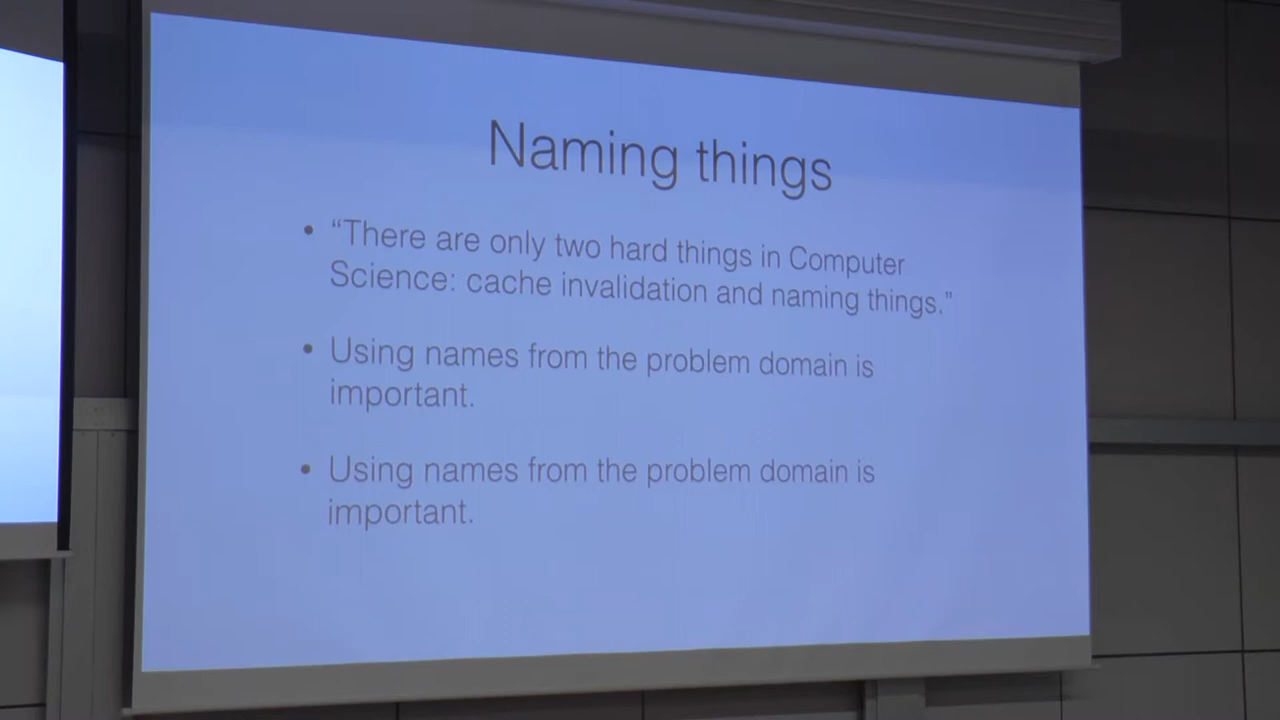 Naming things
• “There are only two hard things in Computer
Science: cache invalidation and naming things.”
• Using names from the problem domain is
important.
• Using names from the problem domain is
important.